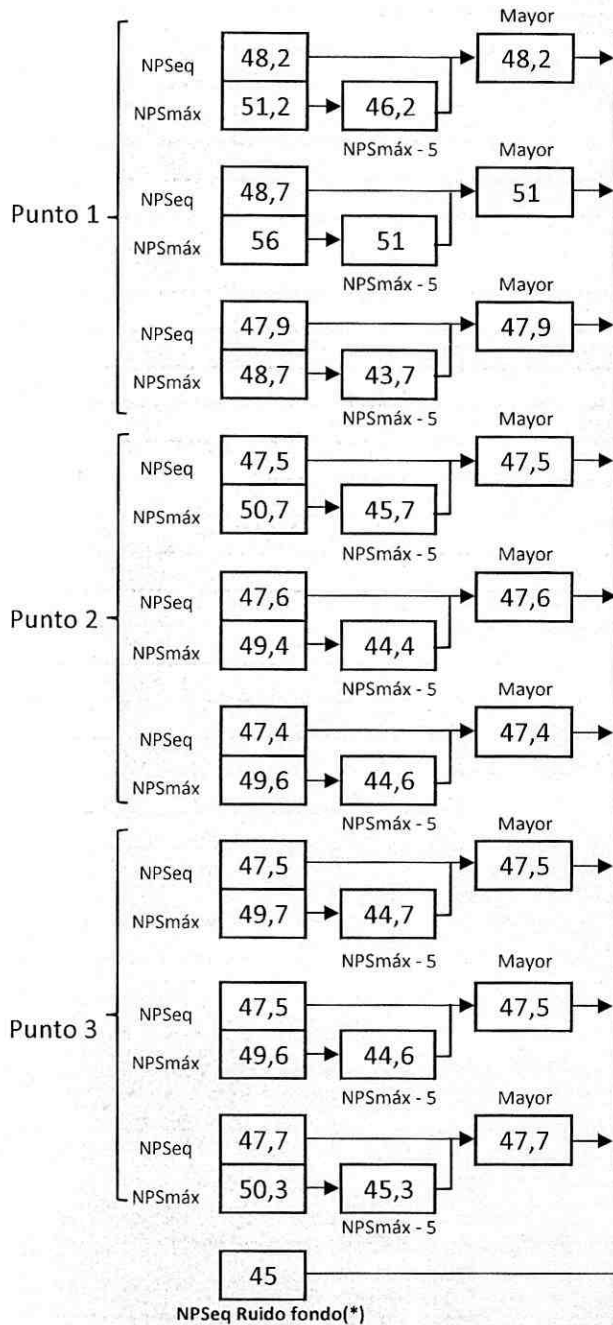 Mayor
NPSeq 48,2 48,2
NPSmáx 51,2 46,2
NPSmáx - 5
Mayor
NPSeq 48,7 51
Punto 1
NPSmáx 56 51
NPSmáx - 5
Mayor
NPSeq 47,9 47,9
NPSmáx 48,7 43,7
NPSmáx - 5
Mayor
NPSeq 47,5 47,5
NPSmáx 50,7 45,7
NPSmáx - 5
Mayor
NPSeq 47,6 47,6
Punto 2
NPSmáx 49,4 44,4
NPSmáx - 5
Mayor
NPSeq 47,4 47,4
NPSmáx 49,6 44,6
NPSmáx - 5
Mayor
NPSeq 47,5 47,5
NPSmáx 49,7 44,7
NPSmáx - 5
Mayor
NPSeq 47,5 47,5
Punto 3
NPSmáx 49,6 44,6
NPSmáx - 5
Mayor
NPSeq 47,7 47,7
NPSmáx 50,3 45,3
NPSmáx - 5
45
NPSeq Ruido fondo(*)